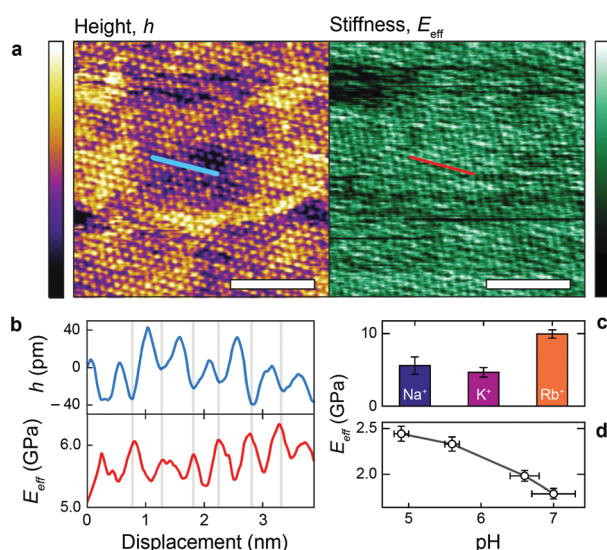 Height, h
Stiffness, E_eff
a
b
40
0
– 40
h (pm)
6.0
5.0
E_eff (GPa)
0
1
2
3
Displacement (nm)
c
10
0
(GPa)
Na⁺
K⁺
Rb⁺
d
2.5
2.0
E_eff (GPa)
5
6
7
pH